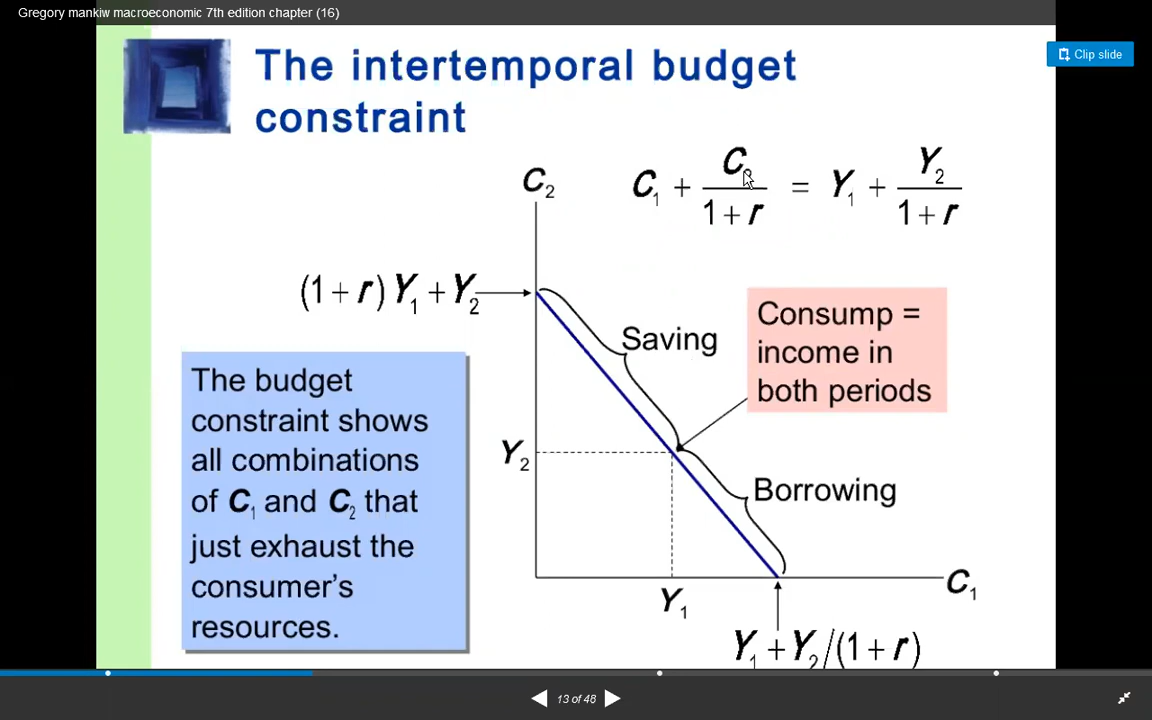 Gregory mankiw macroeconomic 7th edition chapter (16)
Clip slide
The intertemporal budget
constraint
C₁ + C₂/(1 + r) = Y₁ + Y₂/(1 + r)
C₂
(1 + r) Y₁ + Y₂
Saving
Consump =
income in
both periods
The budget
constraint shows
all combinations
of C₁ and C₂ that
just exhaust the
consumer's
resources.
Y₂
Borrowing
C₁
Y₁
Y₁ + Y₂/(1 + r)
13 of 48